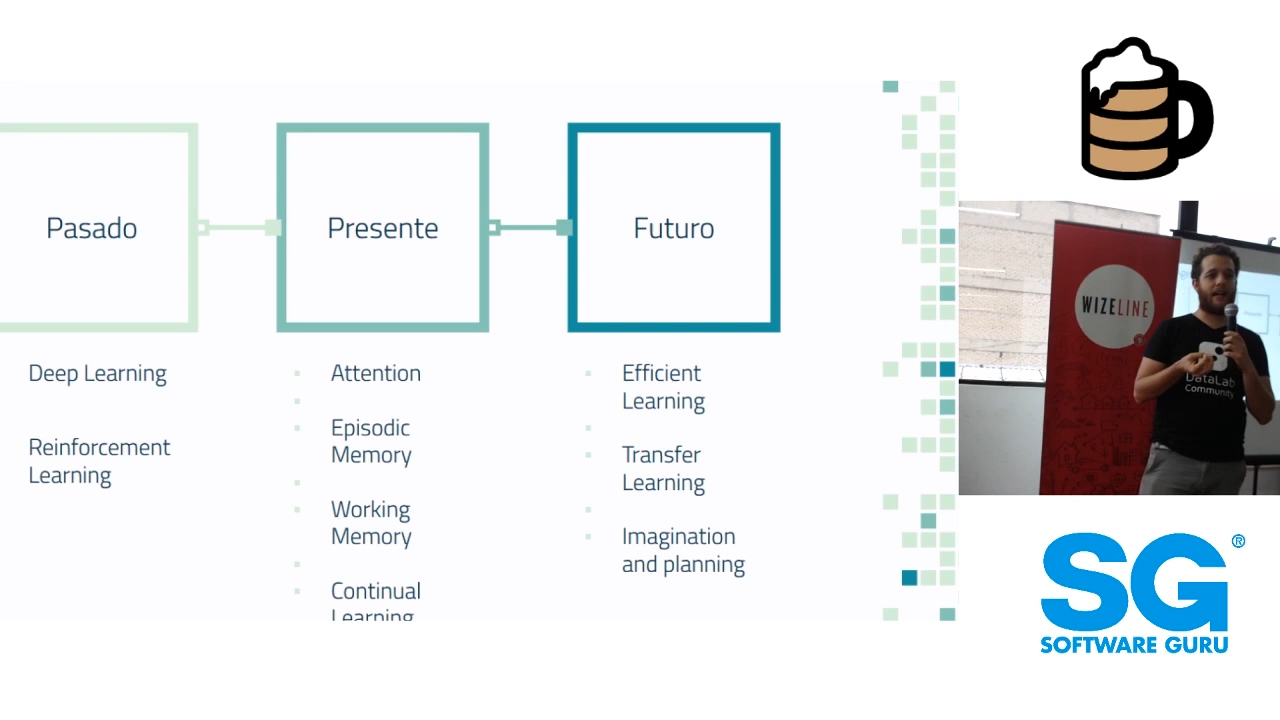 Pasado
Presente
Futuro
Deep Learning
Reinforcement
Learning
Attention
Episodic
Memory
Working
Memory
Continual
Learning
Efficient
Learning
Transfer
Learning
Imagination
and planning
WIZELINE
DataLab
Community
SG®
SOFTWARE GURU